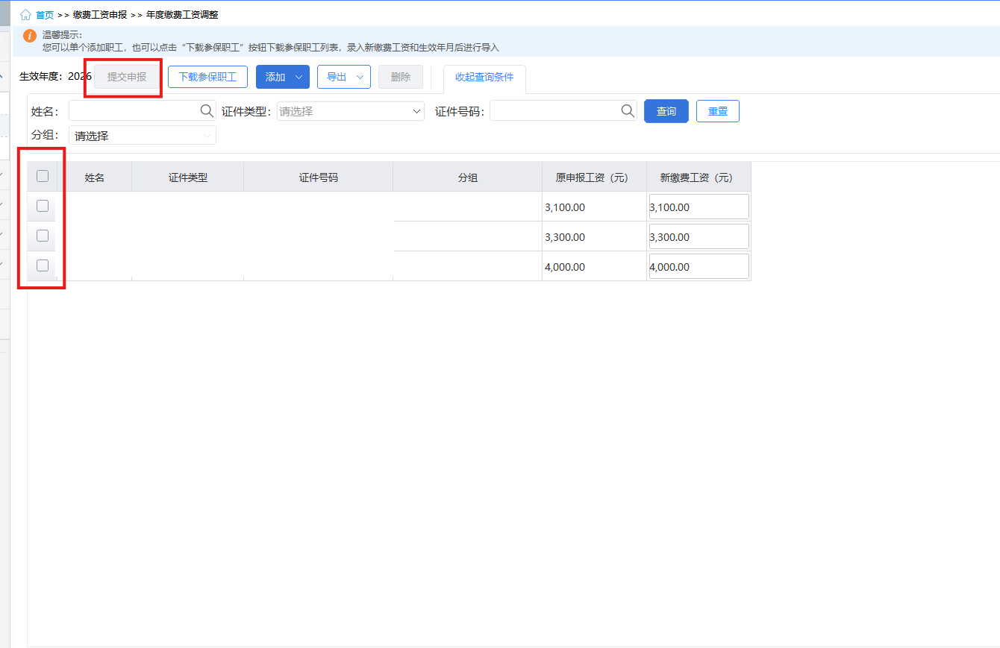 首页 >> 缴费工资申报 >> 年度缴费工资调整
i 温馨提示：
您可以单个添加职工，也可以点击“下载参保职工”按钮下载参保职工列表，录入新缴费工资和生效年月后进行导入
生效年度：2026 提交申报 下载参保职工 添加 导出 删除 收起查询条件
姓名： 证件类型：请选择 证件号码： 查询 重置
分组： 请选择
姓名 证件类型 证件号码 分组 原申报工资（元） 新缴费工资（元）
3,100.00 3,100.00
3,300.00 3,300.00
4,000.00 4,000.00